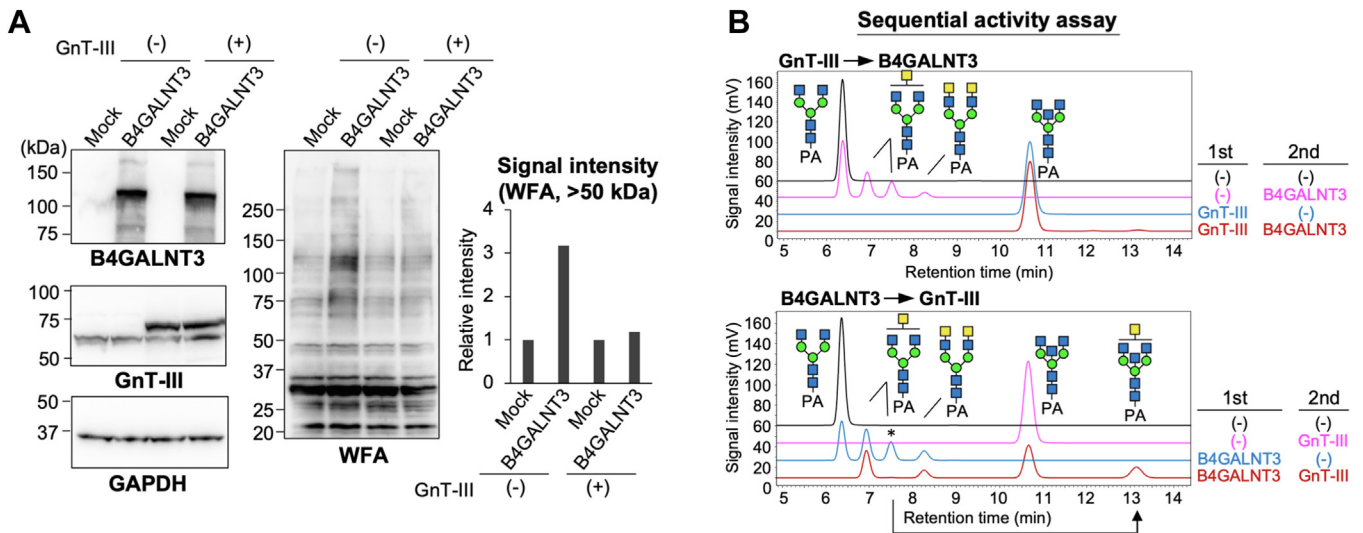 A
GnT-III (-) (+)
Mock B4GALNT3 Mock B4GALNT3
(kDa)
150
100
75
B4GALNT3
100
75
50
GnT-III
50
37
GAPDH
(-) (+)
Mock B4GALNT3 Mock B4GALNT3
250
150
100
75
50
37
25
20
WFA
Signal intensity
(WFA, >50 kDa)
Relative intensity
4
3
2
1
0
Mock B4GALNT3 Mock B4GALNT3
GnT-III (-) (+)
B
Sequential activity assay
GnT-III → B4GALNT3
Signal intensity (mV)
160
140
120
100
80
60
40
20
0
PA PA PA PA
5 6 7 8 9 10 11 12 13 14
Retention time (min)
1st 2nd
(-) (-)
(-) B4GALNT3
GnT-III (-)
GnT-III B4GALNT3
B4GALNT3 → GnT-III
Signal intensity (mV)
160
140
120
100
80
60
40
20
0
PA PA PA PA PA
*
5 6 7 8 9 10 11 12 13 14
Retention time (min)
1st 2nd
(-) (-)
(-) GnT-III
B4GALNT3 (-)
B4GALNT3 GnT-III